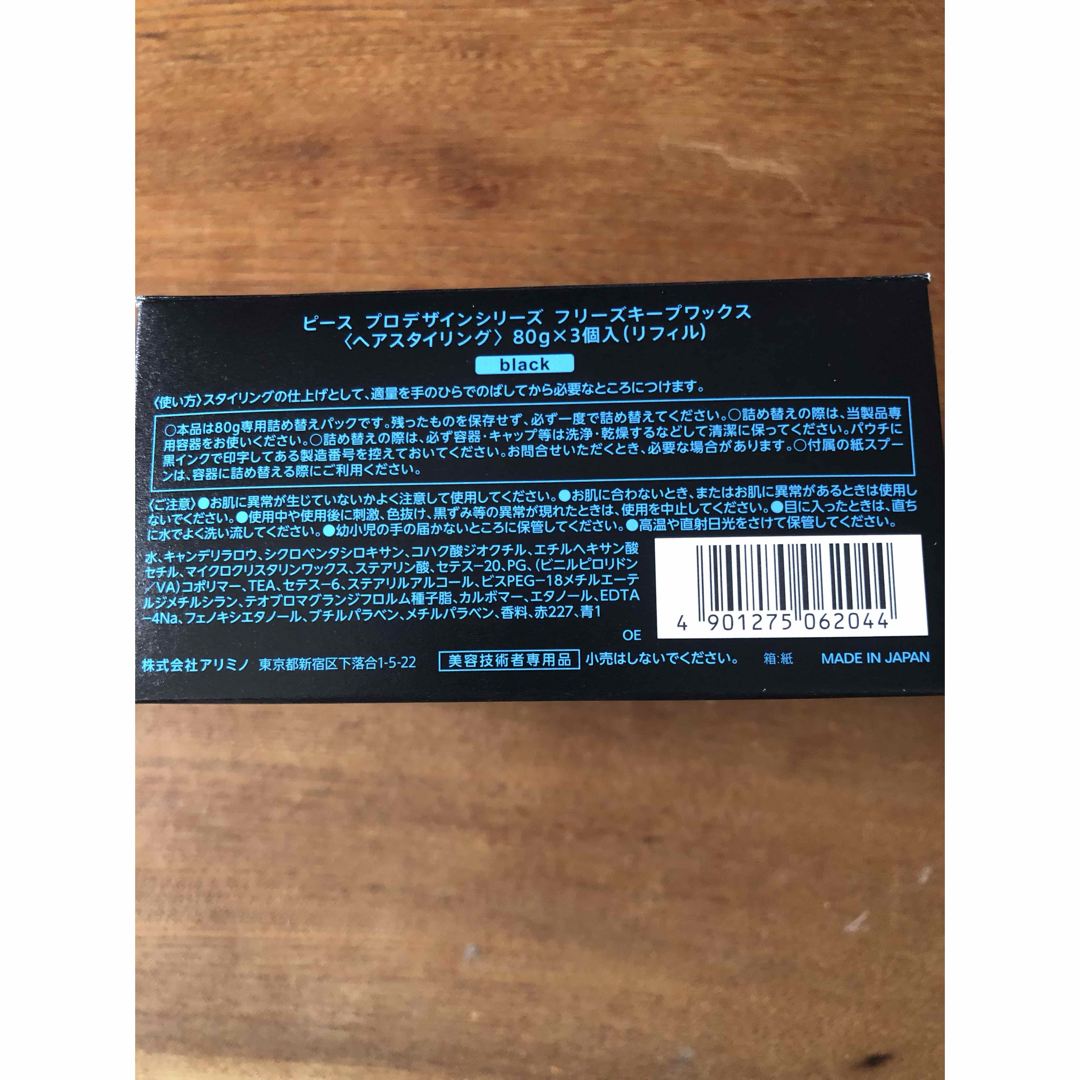 ピース プロデザインシリーズ フリーズキープワックス
〈ヘアスタイリング〉80g×3個入(リフィル)
black
〈使い方〉スタイリングの仕上げとして、適量を手のひらでのばしてから必要なところにつけます。
○本品は80g専用詰め替えパックです。残ったものを保存せず、必ず一度で詰め替えてください。○詰め替えの際は、当製品専
用容器をお使いください。○詰め替えの際は、必ず容器・キャップ等は洗浄・乾燥するなどして清潔に保ってください。パウチに
黒インクで印字してある製造番号を控えておいてください。お問合せいただくとき、必要な場合があります。○付属の紙スプー
ンは、容器に詰め替える際にご利用ください。
〈ご注意〉●お肌に異常が生じていないかよく注意して使用してください。●お肌に合わないとき、またはお肌に異常があるときは使用し
ないでください。●使用中や使用後に刺激、色抜け、黒ずみ等の異常が現れたときは、使用を中止してください。●目に入ったときは、直ち
に水でよく洗い流してください。●幼小児の手の届かないところに保管してください。●高温や直射日光をさけて保管してください。
水、キャンデリラロウ、シクロペンタシロキサン、コハク酸ジオクチル、エチルヘキサン酸
セチル、マイクロクリスタリンワックス、ステアリン酸、セテス-20、PG、(ビニルピロリドン
/VA)コポリマー、TEA、セテス-6、ステアリルアルコール、ビスPEG-18メチルエーテ
ルジメチルシラン、テオブロマグランジフロルム種子脂、カルボマー、エタノール、EDTA
-4Na、フェノキシエタノール、ブチルパラベン、メチルパラベン、香料、赤227、青1
OE
4 901275 062044
株式会社アリミノ 東京都新宿区下落合1-5-22 美容技術者専用品 小売はしないでください。 箱:紙 MADE IN JAPAN